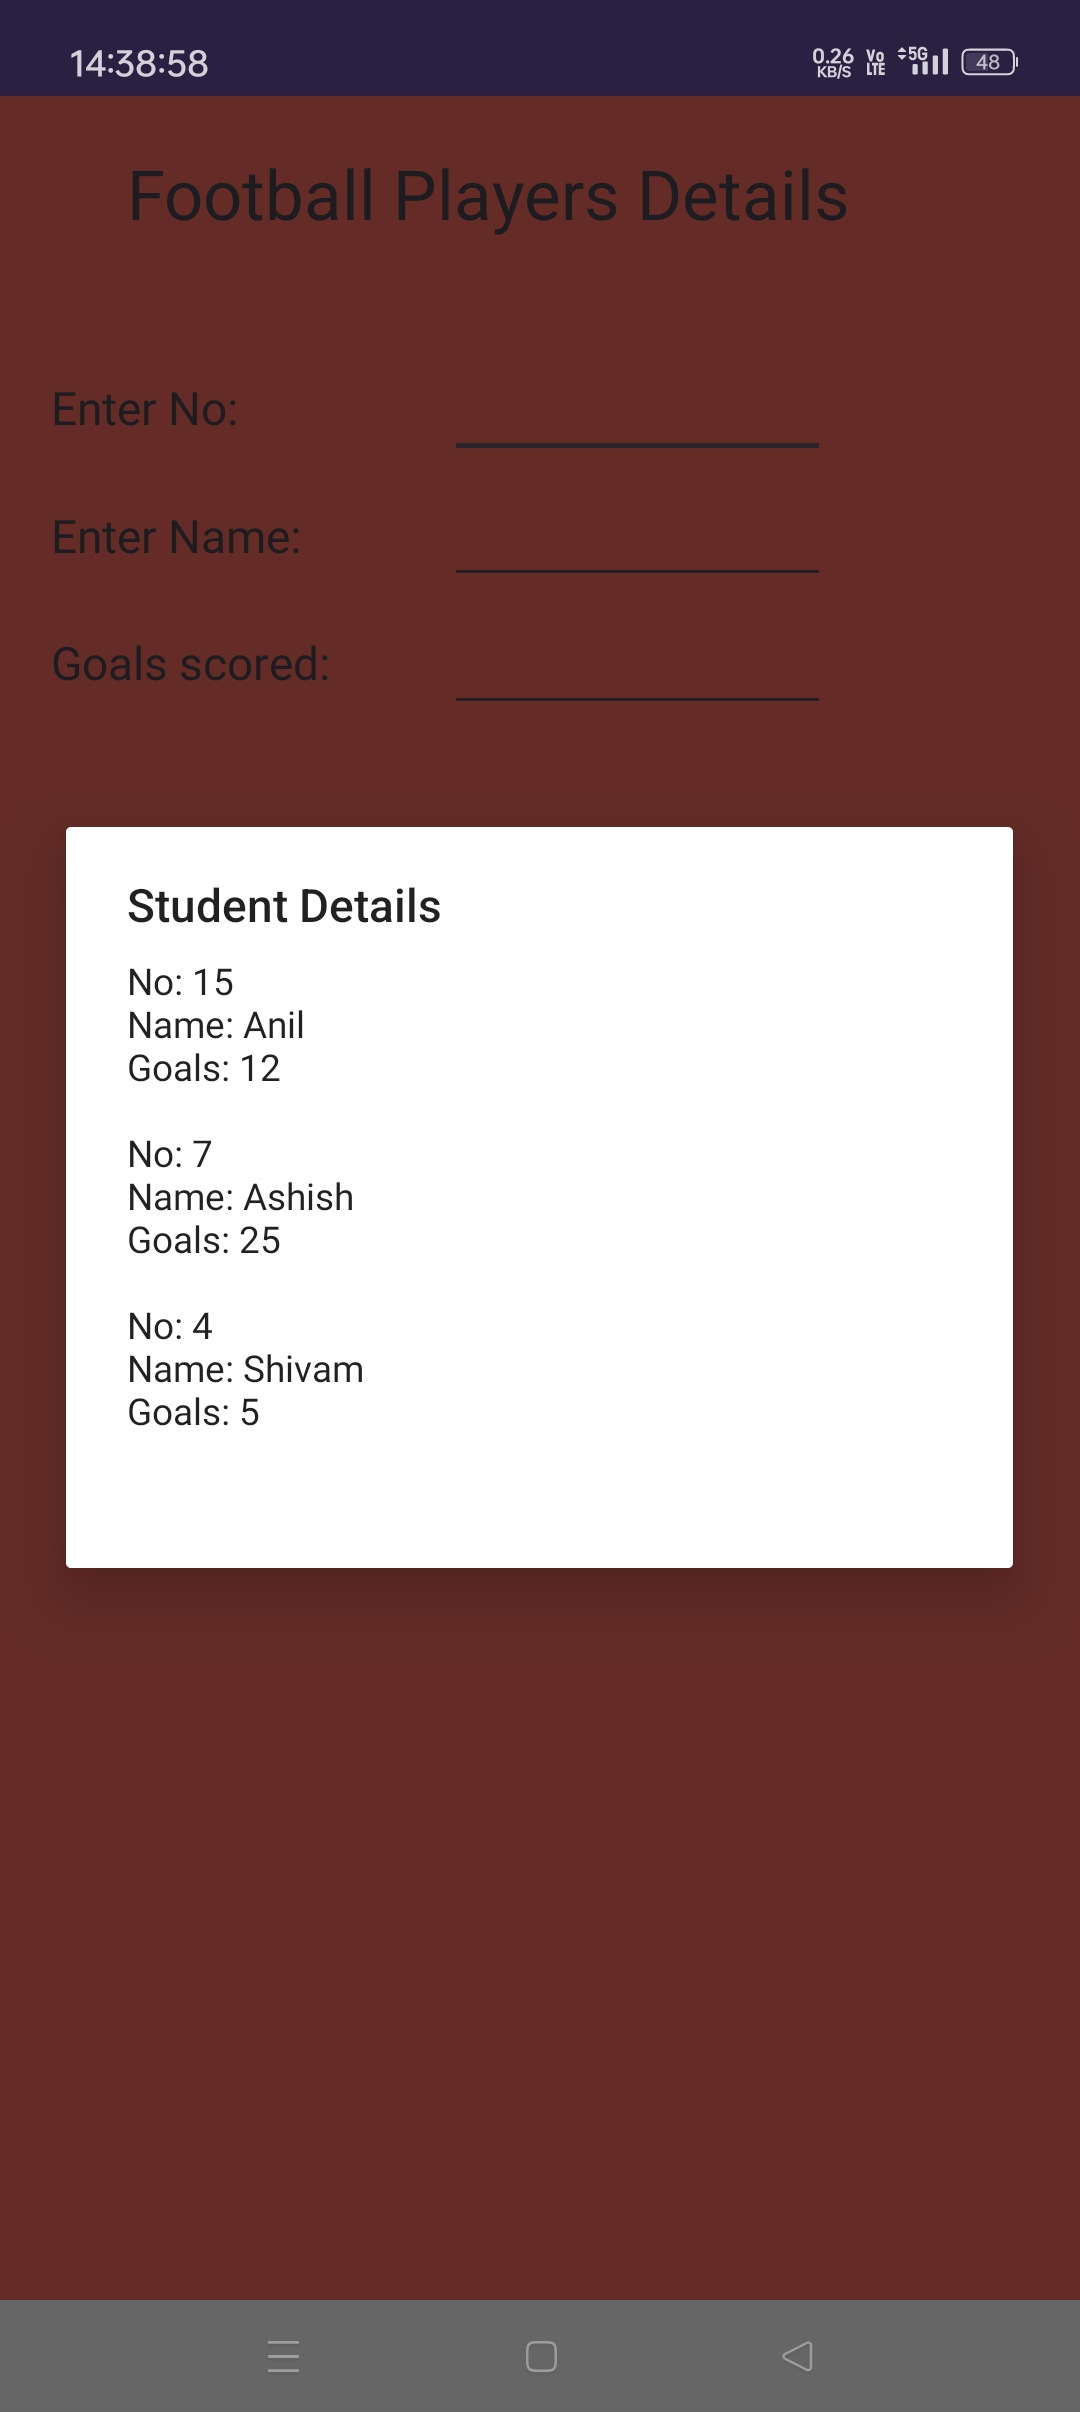 14:38:58
0.26 KB/S Vo LTE 5G 48
Football Players Details
Enter No:
Enter Name:
Goals scored:
Student Details
No: 15
Name: Anil
Goals: 12
No: 7
Name: Ashish
Goals: 25
No: 4
Name: Shivam
Goals: 5